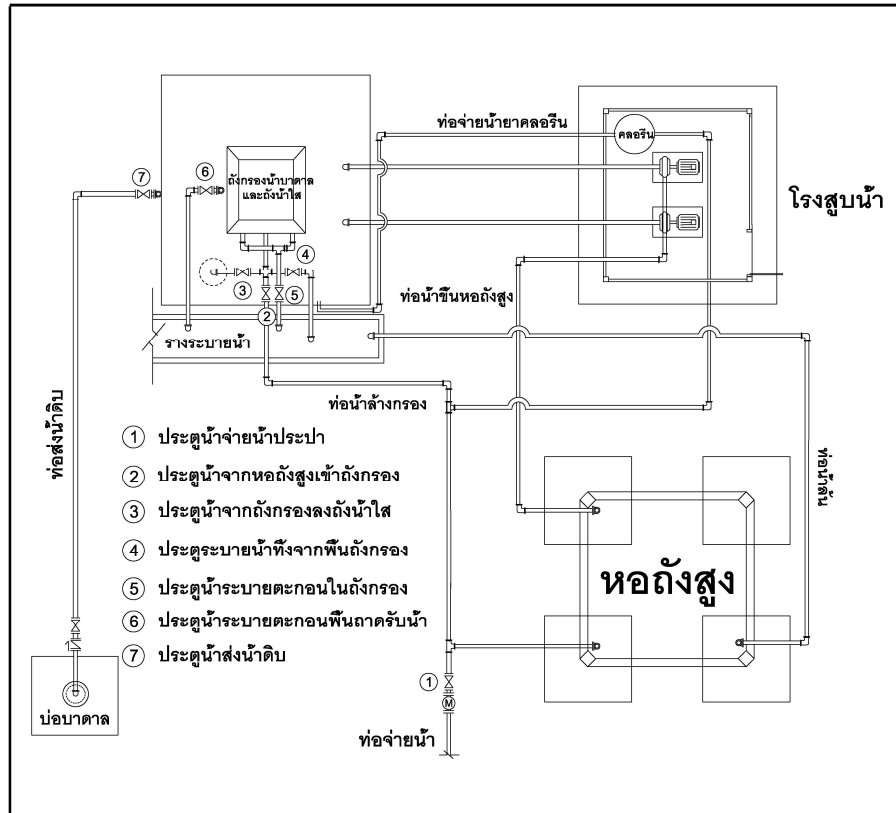 ท่อจ่ายน้ำยาคลอรีน
คลอรีน
โรงสูบน้ำ
7
6
ถังกรองน้ำบาดาล
และถังน้ำใส
4
3
5
2
ท่อน้ำขึ้นหอถังสูง
รางระบายน้ำ
ท่อน้ำล้างกรอง
ท่อส่งน้ำดิบ
ท่อน้ำล้น
1 ประตูน้ำจ่ายน้ำประปา
2 ประตูน้ำจากหอถังสูงเข้าถังกรอง
3 ประตูน้ำจากถังกรองลงถังน้ำใส
4 ประตูระบายน้ำทิ้งจากพื้นถังกรอง
5 ประตูน้ำระบายตะกอนในถังกรอง
6 ประตูน้ำระบายตะกอนพื้นถาดรับน้ำ
7 ประตูน้ำส่งน้ำดิบ
หอถังสูง
1
M
บ่อบาดาล
ท่อจ่ายน้ำ